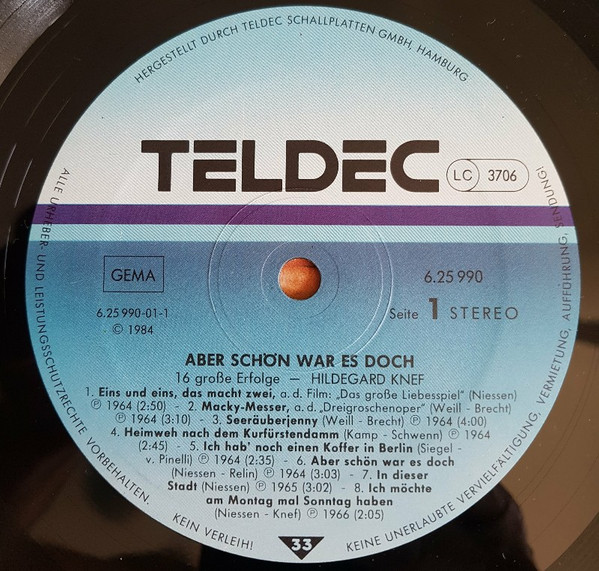 HERGESTELLT DURCH TELDEC SCHALLPLATTEN GMBH, HAMBURG
TELDEC
LC 3706
GEMA
6.25 990
6.25 990-01-1
© 1984
Seite 1 STEREO
ABER SCHÖN WAR ES DOCH
16 große Erfolge — HILDEGARD KNEF
1. Eins und eins, das macht zwei, a. d. Film: „Das große Liebesspiel" (Niessen)
℗ 1964 (2:50) - 2. Macky-Messer, a. d. „Dreigroschenoper" (Weill - Brecht)
℗ 1964 (3:10) - 3. Seeräuberjenny (Weill - Brecht) ℗ 1964 (4:00)
4. Heimweh nach dem Kurfürstendamm (Kamp - Schwenn) ℗ 1964
(2:45) - 5. Ich hab' noch einen Koffer in Berlin (Siegel -
v. Pinelli) ℗ 1964 (2:35) - 6. Aber schön war es doch
(Niessen - Relin) ℗ 1964 (3:03) - 7. In dieser
Stadt (Niessen) ℗ 1965 (3:02) - 8. Ich möchte
am Montag mal Sonntag haben
(Niessen - Knef) ℗ 1966 (2:05)
33
ALLE URHEBER- UND LEISTUNGSSCHUTZRECHTE VORBEHALTEN.
KEIN VERLEIH!
KEINE UNERLAUBTE VERVIELFÄLTIGUNG, VERMIETUNG, AUFFÜHRUNG, SENDUNG!